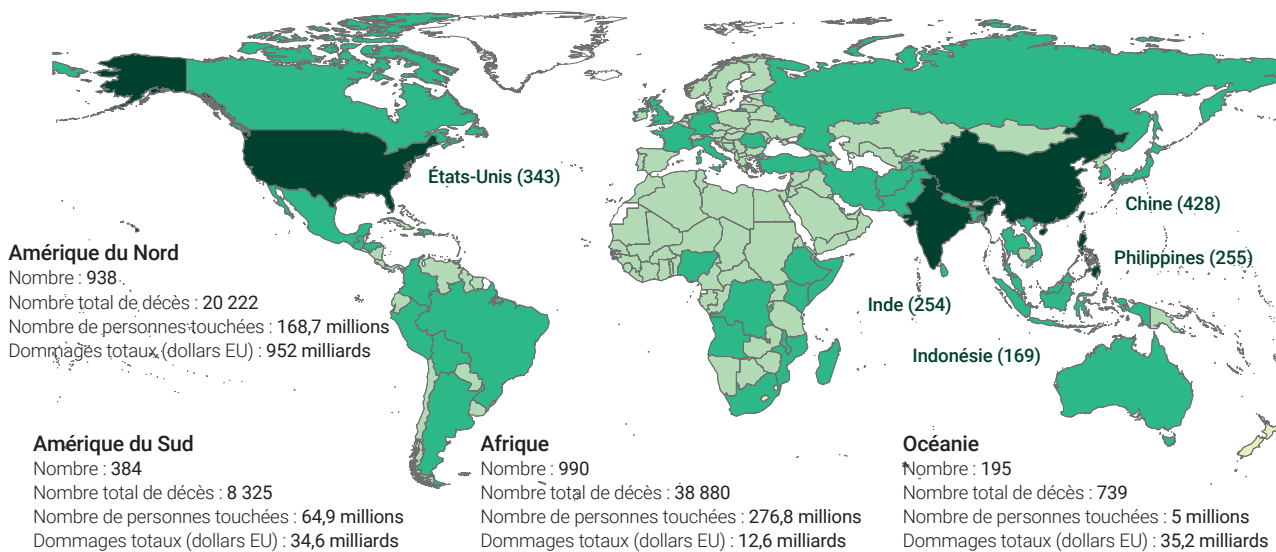 États-Unis (343)
Chine (428)
Philippines (255)
Inde (254)
Indonésie (169)
Amérique du Nord
Nombre : 938
Nombre total de décès : 20 222
Nombre de personnes touchées : 168,7 millions
Dommages totaux (dollars EU) : 952 milliards
Amérique du Sud
Nombre : 384
Nombre total de décès : 8 325
Nombre de personnes touchées : 64,9 millions
Dommages totaux (dollars EU) : 34,6 milliards
Afrique
Nombre : 990
Nombre total de décès : 38 880
Nombre de personnes touchées : 276,8 millions
Dommages totaux (dollars EU) : 12,6 milliards
Océanie
Nombre : 195
Nombre total de décès : 739
Nombre de personnes touchées : 5 millions
Dommages totaux (dollars EU) : 35,2 milliards